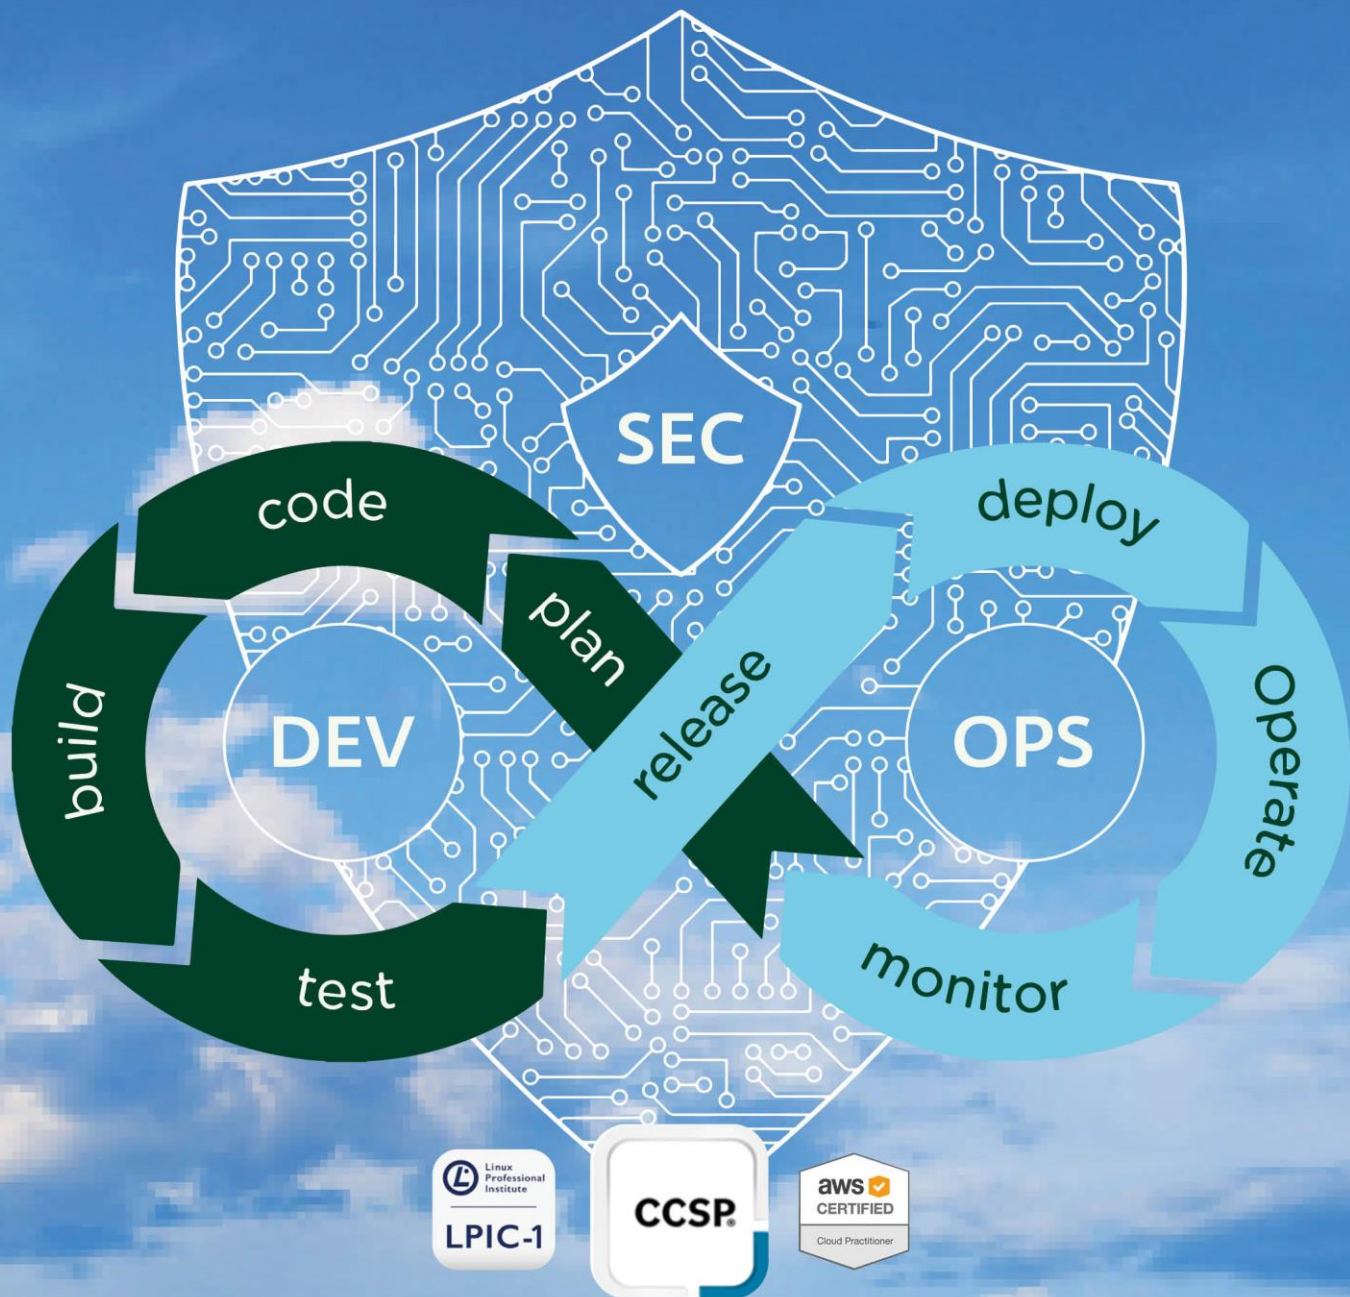 SEC
code
deploy
plan
release
build
DEV
OPS
Operate
test
monitor
Linux
Professional
Institute
LPIC-1
CCSP®
aws
CERTIFIED
Cloud Practitioner